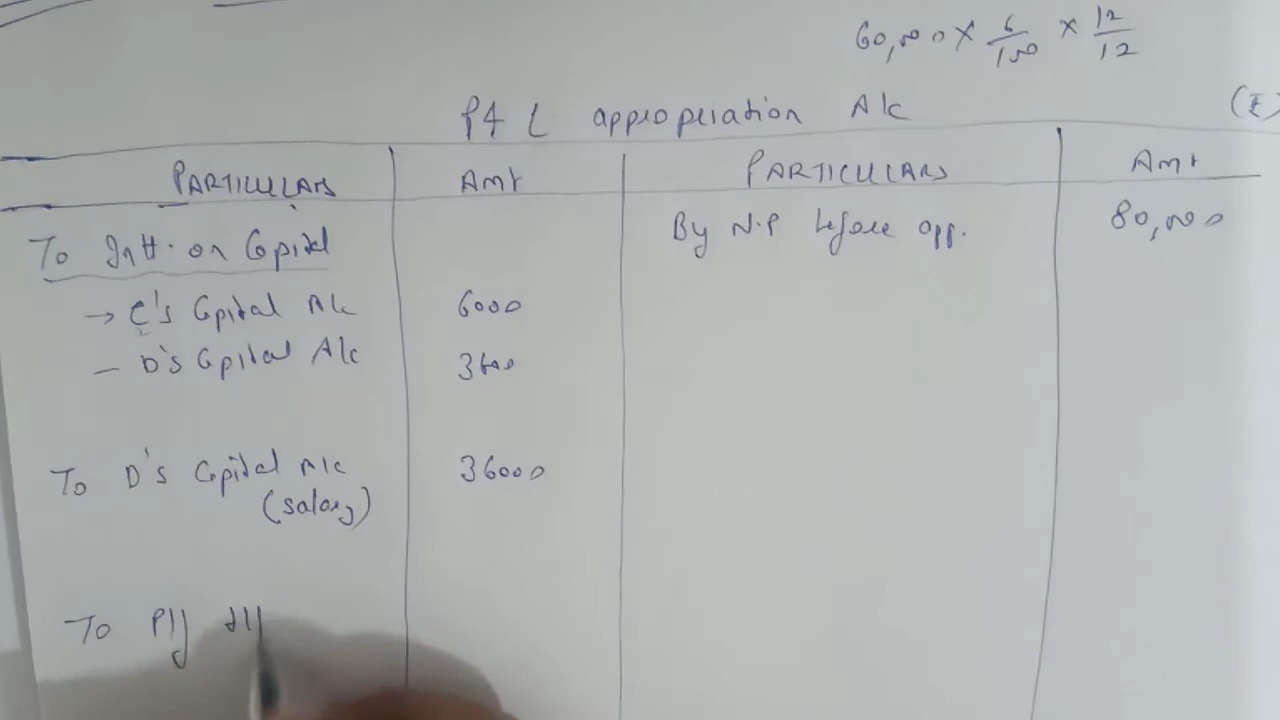 60,000 x 6/100 x 12/12
P & L appropriation A/c (₹)
PARTICULARS Amt PARTICULARS Amt
To Intt. on Capital By N.P before app. 80,000
→ C's Capital A/c 6000
— D's Capital A/c 3600
To D's Capital A/c 36000
(salary)
To